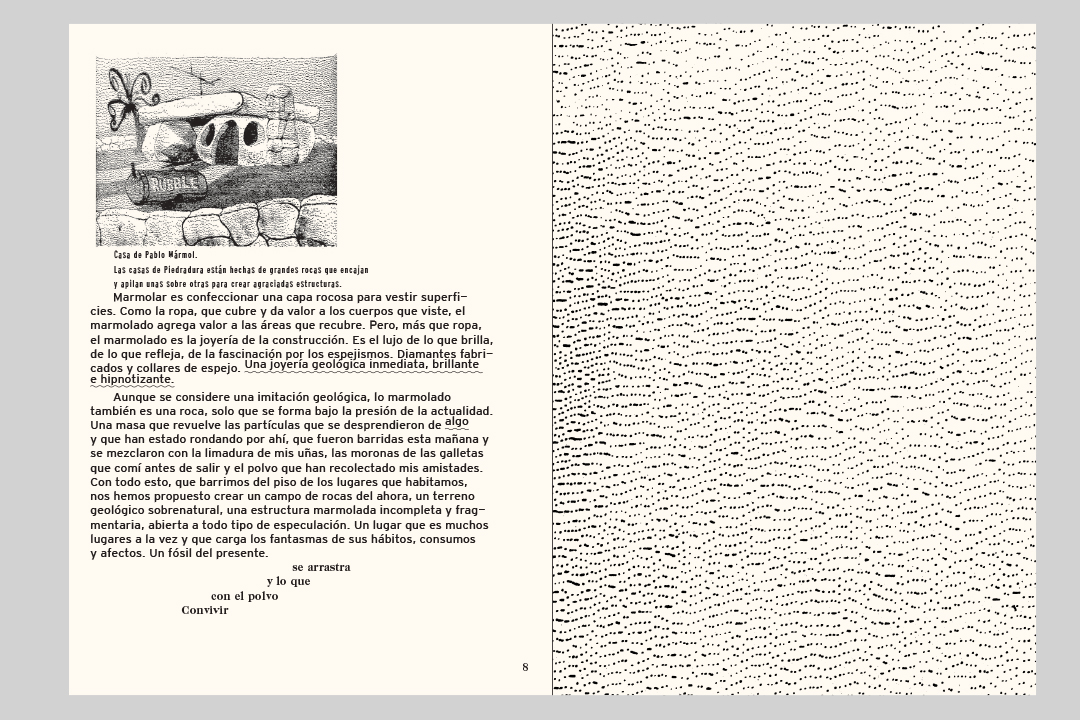 RUBBLE
Casa de Pablo Mármol.
Las casas de Piedradura están hechas de grandes rocas que encajan
y apilan unas sobre otras para crear agraciadas estructuras.
Marmolar es confeccionar una capa rocosa para vestir superfi-
cies. Como la ropa, que cubre y da valor a los cuerpos que viste, el
marmolado agrega valor a las áreas que recubre. Pero, más que ropa,
el marmolado es la joyería de la construcción. Es el lujo de lo que brilla,
de lo que refleja, de la fascinación por los espejismos. Diamantes fabri-
cados y collares de espejo. Una joyería geológica inmediata, brillante
e hipnotizante.
Aunque se considere una imitación geológica, lo marmolado
también es una roca, solo que se forma bajo la presión de la actualidad.
Una masa que revuelve las partículas que se desprendieron de algo
y que han estado rondando por ahí, que fueron barridas esta mañana y
se mezclaron con la limadura de mis uñas, las moronas de las galletas
que comí antes de salir y el polvo que han recolectado mis amistades.
Con todo esto, que barrimos del piso de los lugares que habitamos,
nos hemos propuesto crear un campo de rocas del ahora, un terreno
geológico sobrenatural, una estructura marmolada incompleta y frag-
mentaria, abierta a todo tipo de especulación. Un lugar que es muchos
lugares a la vez y que carga los fantasmas de sus hábitos, consumos
y afectos. Un fósil del presente.
se arrastra
y lo que
con el polvo
Convivir
8